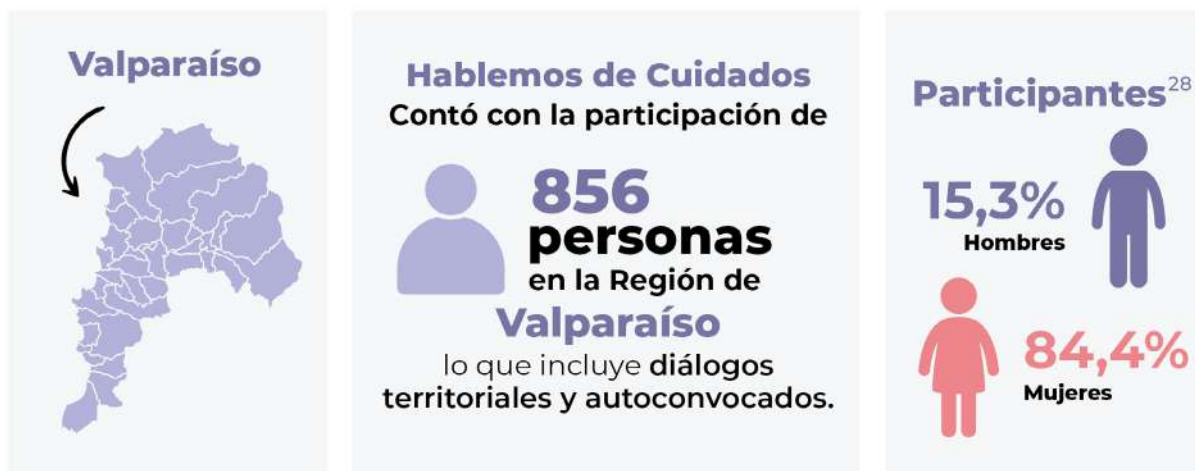 Valparaíso
Hablemos de Cuidados
Contó con la participación de
856
personas
en la Región de
Valparaíso
lo que incluye diálogos
territoriales y autoconvocados.
Participantes28
15,3%
Hombres
84,4%
Mujeres